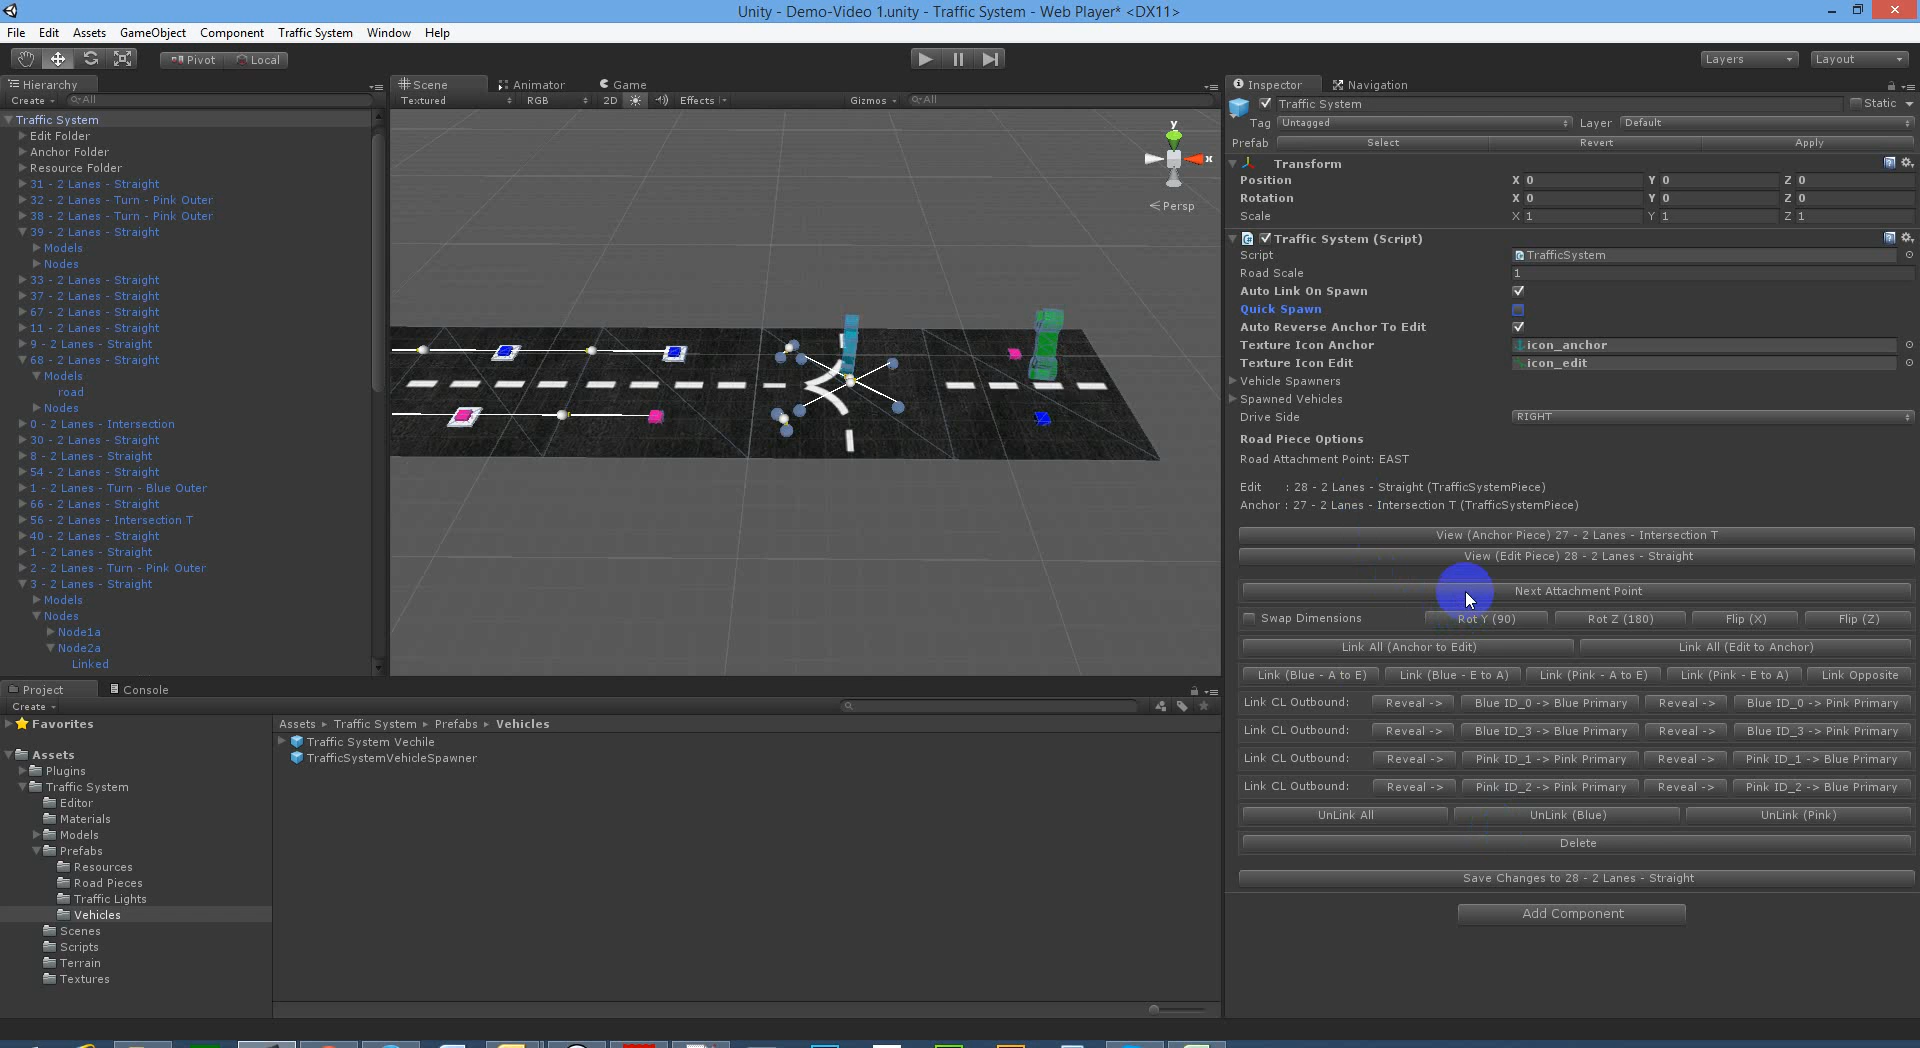 Unity - Demo-Video 1.unity - Traffic System - Web Player* <DX11>
File Edit Assets GameObject Component Traffic System Window Help
Pivot Local
Layers Layout
Hierarchy
Create All
Traffic System
Edit Folder
Anchor Folder
Resource Folder
31 - 2 Lanes - Straight
32 - 2 Lanes - Turn - Pink Outer
38 - 2 Lanes - Turn - Pink Outer
39 - 2 Lanes - Straight
Models
Nodes
33 - 2 Lanes - Straight
37 - 2 Lanes - Straight
67 - 2 Lanes - Straight
11 - 2 Lanes - Straight
9 - 2 Lanes - Straight
68 - 2 Lanes - Straight
Models
road
Nodes
0 - 2 Lanes - Intersection
30 - 2 Lanes - Straight
8 - 2 Lanes - Straight
54 - 2 Lanes - Straight
1 - 2 Lanes - Turn - Blue Outer
66 - 2 Lanes - Straight
56 - 2 Lanes - Intersection T
40 - 2 Lanes - Straight
1 - 2 Lanes - Straight
2 - 2 Lanes - Turn - Pink Outer
3 - 2 Lanes - Straight
Models
Nodes
Node1a
Node2a
Linked
Scene Animator Game
Textured RGB 2D Effects Gizmos All
y
x
Persp
Inspector Navigation
Traffic System Static
Tag Untagged Layer Default
Prefab Select Revert Apply
Transform
Position X 0 Y 0 Z 0
Rotation X 0 Y 0 Z 0
Scale X 1 Y 1 Z 1
Traffic System (Script)
Script TrafficSystem
Road Scale 1
Auto Link On Spawn
Quick Spawn
Auto Reverse Anchor To Edit
Texture Icon Anchor icon_anchor
Texture Icon Edit icon_edit
Vehicle Spawners
Spawned Vehicles
Drive Side RIGHT
Road Piece Options
Road Attachment Point: EAST
Edit : 28 - 2 Lanes - Straight (TrafficSystemPiece)
Anchor : 27 - 2 Lanes - Intersection T (TrafficSystemPiece)
View (Anchor Piece) 27 - 2 Lanes - Intersection T
View (Edit Piece) 28 - 2 Lanes - Straight
Next Attachment Point
Swap Dimensions Rot Y (90) Rot Z (180) Flip (X) Flip (Z)
Link All (Anchor to Edit) Link All (Edit to Anchor)
Link (Blue - A to E) Link (Blue - E to A) Link (Pink - A to E) Link (Pink - E to A) Link Opposite
Link CL Outbound: Reveal -> Blue ID_0 -> Blue Primary Reveal -> Blue ID_0 -> Pink Primary
Link CL Outbound: Reveal -> Blue ID_3 -> Blue Primary Reveal -> Blue ID_3 -> Pink Primary
Link CL Outbound: Reveal -> Pink ID_1 -> Pink Primary Reveal -> Pink ID_1 -> Blue Primary
Link CL Outbound: Reveal -> Pink ID_2 -> Pink Primary Reveal -> Pink ID_2 -> Blue Primary
UnLink All UnLink (Blue) UnLink (Pink)
Delete
Save Changes to 28 - 2 Lanes - Straight
Add Component
Project Console
Create
Favorites
Assets
Plugins
Traffic System
Editor
Materials
Models
Prefabs
Resources
Road Pieces
Traffic Lights
Vehicles
Scenes
Scripts
Terrain
Textures
Assets Traffic System Prefabs Vehicles
Traffic System Vechile
TrafficSystemVehicleSpawner